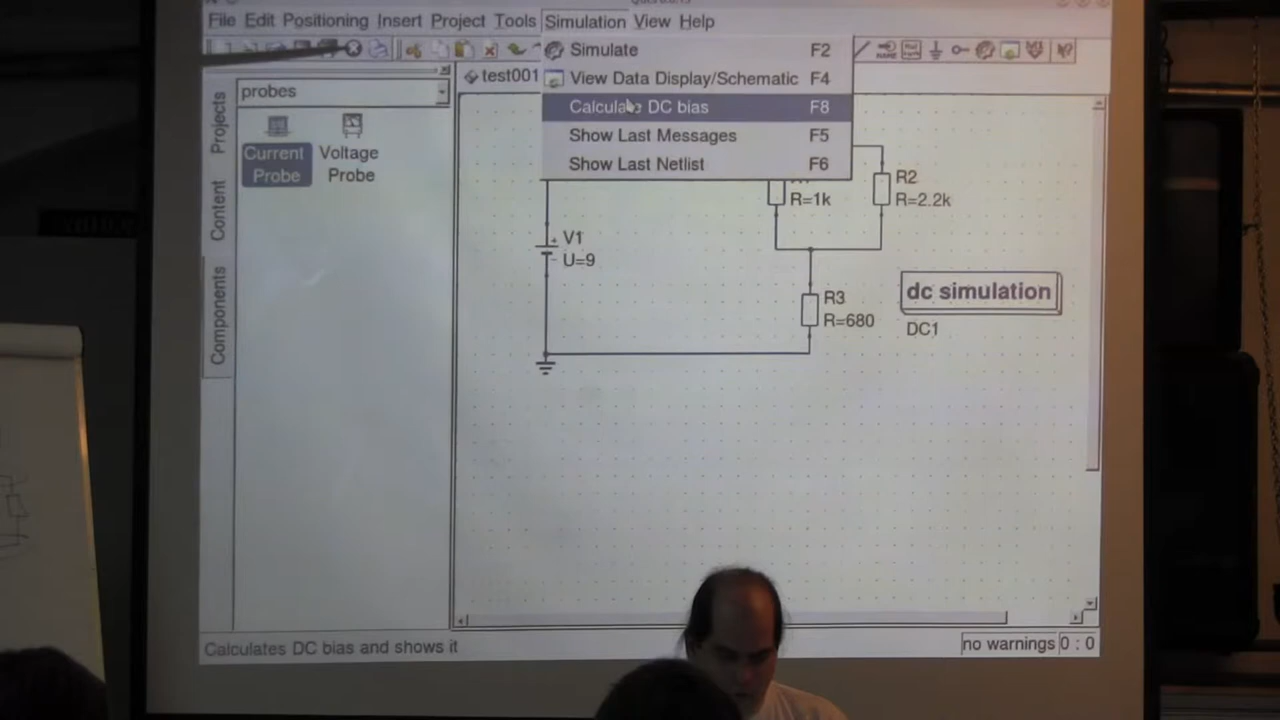 File Edit Positioning Insert Project Tools Simulation View Help
Simulate F2
View Data Display/Schematic F4
Calculate DC bias F8
Show Last Messages F5
Show Last Netlist F6
test001
probes
Current Probe
Voltage Probe
Projects
Content
Components
R=1k
R2
R=2.2k
V1
U=9
R3
R=680
dc simulation
DC1
Calculates DC bias and shows it
no warnings 0 : 0